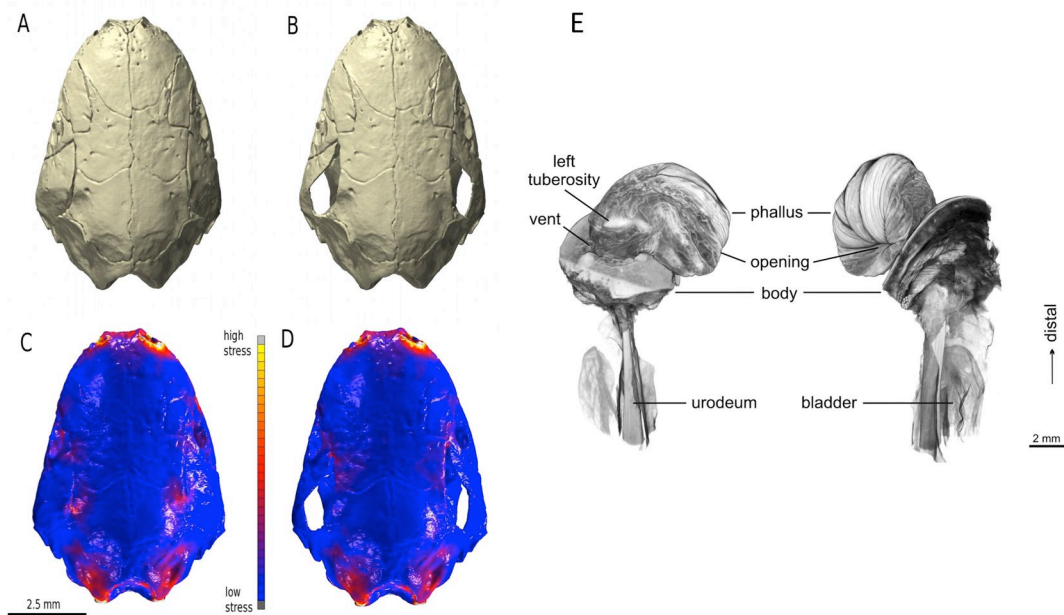 A
B
E
left
tuberosity
vent
phallus
opening
body
distal
C
high
stress
D
urodeum
bladder
2 mm
low
stress
2.5 mm